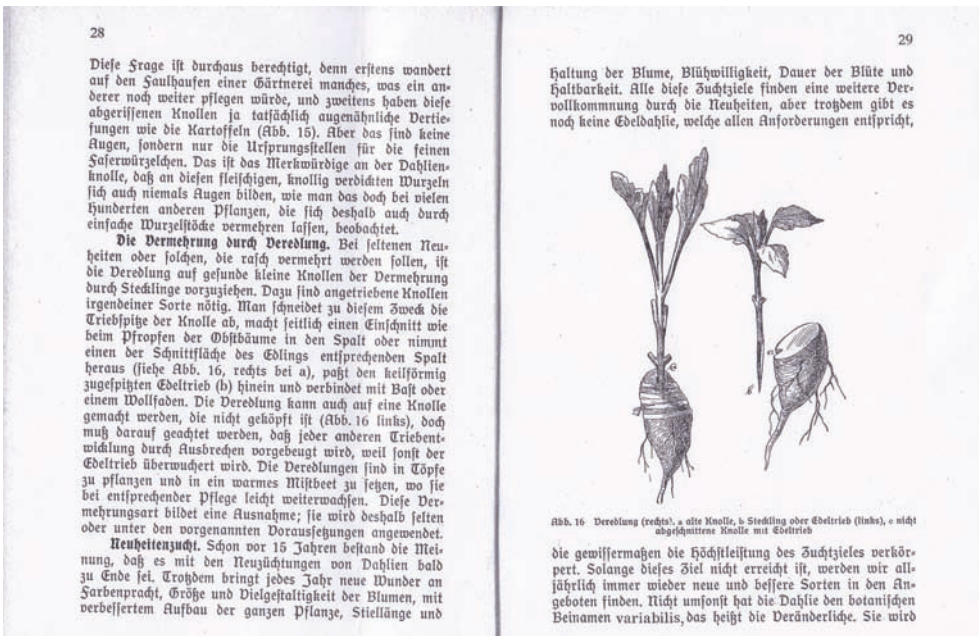 28
Diese Frage ist durchaus berechtigt, denn erstens wandert
auf den Faulhaufen einer Gärtnerei manches, was ein an-
derer noch weiter pflegen würde, und zweitens haben diese
abgerissenen Knollen ja tatsächlich augenähnliche Vertie-
fungen wie die Kartoffeln (Abb. 15). Aber das sind keine
Augen, sondern nur die Ursprungsstellen für die feinen
Faserwürzelchen. Das ist das Merkwürdige an der Dahlien-
knolle, daß an diesen fleischigen, knollig verdickten Wurzeln
sich auch niemals Augen bilden, wie man das doch bei vielen
Hunderten anderen Pflanzen, die sich deshalb auch durch
einfache Wurzelstöcke vermehren lassen, beobachtet.
Die Vermehrung durch Veredlung. Bei seltenen Neu-
heiten oder solchen, die rasch vermehrt werden sollen, ist
die Veredlung auf gesunde kleine Knollen der Vermehrung
durch Stecklinge vorzuziehen. Dazu sind angetriebene Knollen
irgendeiner Sorte nötig. Man schneidet zu diesem Zweck die
Triebspitze der Knolle ab, macht seitlich einen Einschnitt wie
beim Pfropfen der Obstbäume in den Spalt oder nimmt
einen der Schnittfläche des Edlings entsprechenden Spalt
heraus (siehe Abb. 16, rechts bei a), paßt den keilförmig
zugespitzten Edeltrieb (b) hinein und verbindet mit Bast oder
einem Wollfaden. Die Veredlung kann auch auf eine Knolle
gemacht werden, die nicht geköpft ist (Abb. 16 links), doch
muß darauf geachtet werden, daß jeder anderen Triebent-
wicklung durch Ausbrechen vorgebeugt wird, weil sonst der
Edeltrieb überwuchert wird. Die Veredlungen sind in Töpfe
zu pflanzen und in ein warmes Mistbeet zu setzen, wo sie
bei entsprechender Pflege leicht weiterwachsen. Diese Ver-
mehrungsart bildet eine Ausnahme; sie wird deshalb selten
oder unter den vorgenannten Voraussetzungen angewendet.
Neuheitenzucht. Schon vor 15 Jahren bestand die Mei-
nung, daß es mit den Neuzüchtungen von Dahlien bald
zu Ende sei. Trotzdem bringt jedes Jahr neue Wunder an
Farbenpracht, Größe und Vielgestaltigkeit der Blumen, mit
verbessertem Aufbau der ganzen Pflanze, Stiellänge und
29
Haltung der Blume, Blühwilligkeit, Dauer der Blüte und
Haltbarkeit. Alle diese Zuchtziele finden eine weitere Ver-
vollkommnung durch die Neuheiten, aber trotzdem gibt es
noch keine Edeldahlie, welche allen Anforderungen entspricht,
Abb. 16 Veredlung (rechts). a alte Knolle, b Steckling oder Edeltrieb (links), c nicht
abgeschnittene Knolle mit Edeltrieb
die gewissermaßen die Höchstleistung des Zuchtzieles verkör-
pert. Solange dieses Ziel nicht erreicht ist, werden wir all-
jährlich immer wieder neue und bessere Sorten in den An-
geboten finden. Nicht umsonst hat die Dahlie den botanischen
Beinamen variabilis, das heißt die Veränderliche. Sie wird